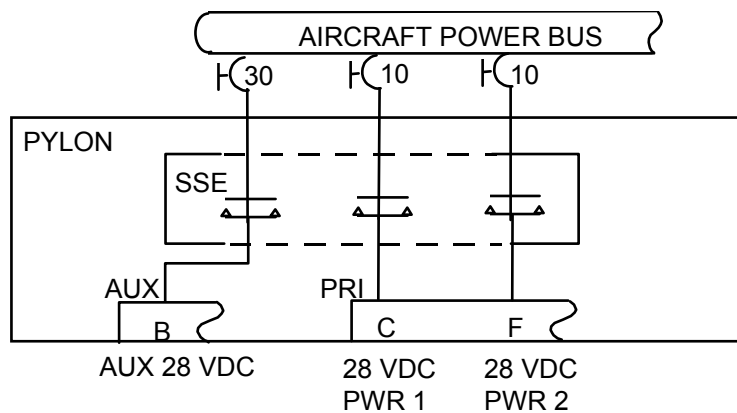 AIRCRAFT POWER BUS
30
10
10
PYLON
SSE
AUX
PRI
B
C
F
AUX 28 VDC
28 VDC
PWR 1
28 VDC
PWR 2